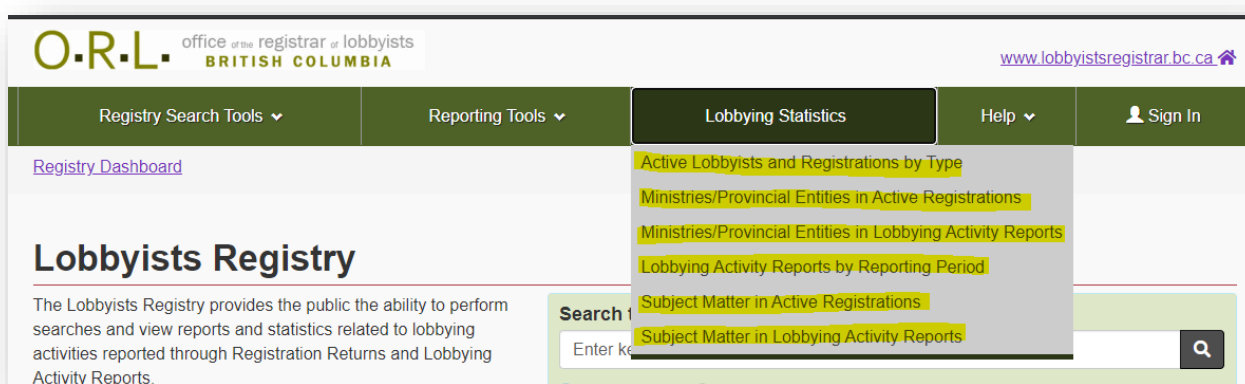 O.R.L. office of the registrar of lobbyists
BRITISH COLUMBIA
www.lobbyistsregistrar.bc.ca
Registry Search Tools Reporting Tools Lobbying Statistics Help Sign In
Registry Dashboard
Active Lobbyists and Registrations by Type
Ministries/Provincial Entities in Active Registrations
Ministries/Provincial Entities in Lobbying Activity Reports
Lobbying Activity Reports by Reporting Period
Subject Matter in Active Registrations
Subject Matter in Lobbying Activity Reports
Lobbyists Registry
The Lobbyists Registry provides the public the ability to perform
searches and view reports and statistics related to lobbying
activities reported through Registration Returns and Lobbying
Activity Reports.
Search
Enter